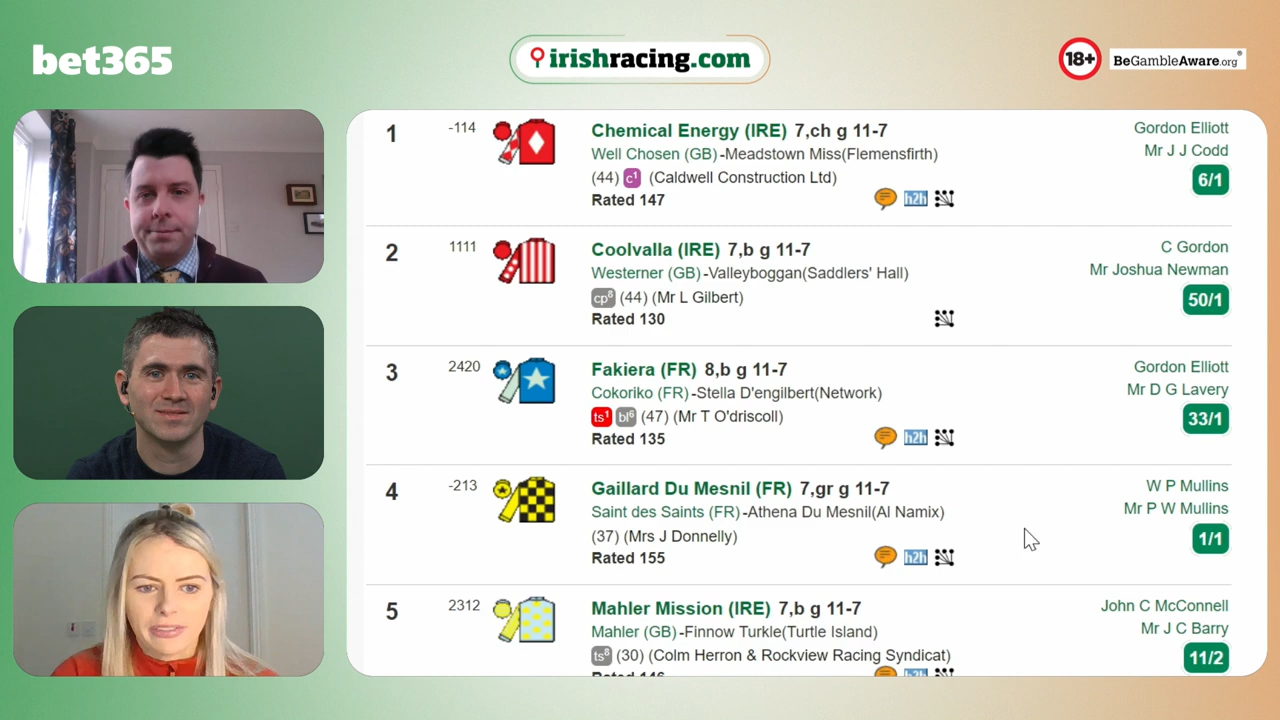 bet365
irishracing.com
18+
BeGambleAware.org®
1
-114
Chemical Energy (IRE) 7,ch g 11-7
Well Chosen (GB)-Meadstown Miss(Flemensfirth)
(44) c1 (Caldwell Construction Ltd)
Rated 147
h2h
Gordon Elliott
Mr J J Codd
6/1
2
1111
Coolvalla (IRE) 7,b g 11-7
Westerner (GB)-Valleyboggan(Saddlers' Hall)
cp8 (44) (Mr L Gilbert)
Rated 130
C Gordon
Mr Joshua Newman
50/1
3
2420
Fakiera (FR) 8,b g 11-7
Cokoriko (FR)-Stella D'engilbert(Network)
ts1 bl6 (47) (Mr T O'driscoll)
Rated 135
h2h
Gordon Elliott
Mr D G Lavery
33/1
4
-213
Gaillard Du Mesnil (FR) 7,gr g 11-7
Saint des Saints (FR)-Athena Du Mesnil(Al Namix)
(37) (Mrs J Donnelly)
Rated 155
h2h
W P Mullins
Mr P W Mullins
1/1
5
2312
Mahler Mission (IRE) 7,b g 11-7
Mahler (GB)-Finnow Turkle(Turtle Island)
ts8 (30) (Colm Herron & Rockview Racing Syndicat)
Rated 146
h2h
John C McConnell
Mr J C Barry
11/2